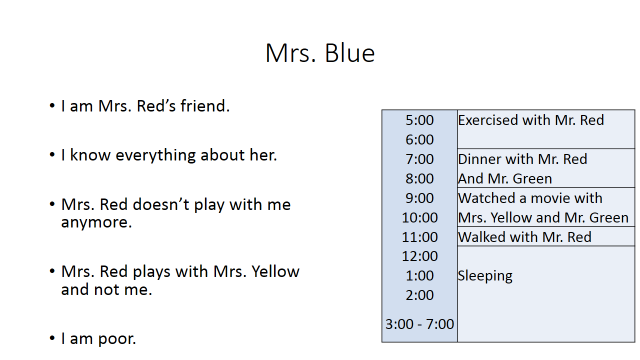 Mrs. Blue
• I am Mrs. Red’s friend.
• I know everything about her.
• Mrs. Red doesn’t play with me
anymore.
• Mrs. Red plays with Mrs. Yellow
and not me.
• I am poor.
5:00 Exercised with Mr. Red
6:00
7:00 Dinner with Mr. Red
8:00 And Mr. Green
9:00 Watched a movie with
10:00 Mrs. Yellow and Mr. Green
11:00 Walked with Mr. Red
12:00
1:00 Sleeping
2:00
3:00 - 7:00